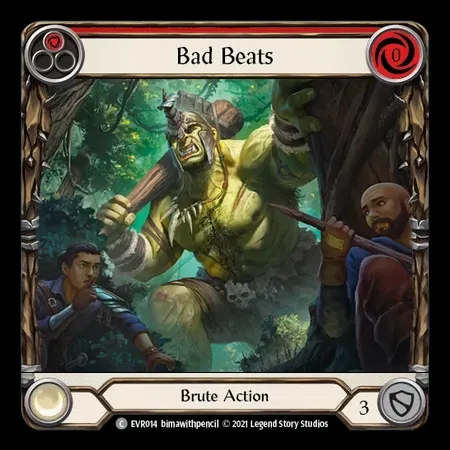 Bad Beats
0
Brute Action
3
C EVR014 bimawithpencil © 2021 Legend Story Studios